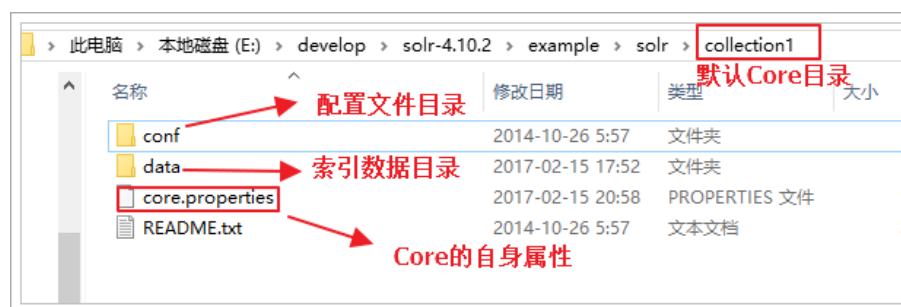 此电脑 > 本地磁盘 (E:) > develop > solr-4.10.2 > example > solr > collection1
默认Core目录
名称 修改日期 类型 大小
配置文件目录
conf 2014-10-26 5:57 文件夹
data 索引数据目录 2017-02-15 17:52 文件夹
core.properties 2017-02-15 20:58 PROPERTIES 文件
README.txt 2014-10-26 5:57 文本文档
Core的自身属性